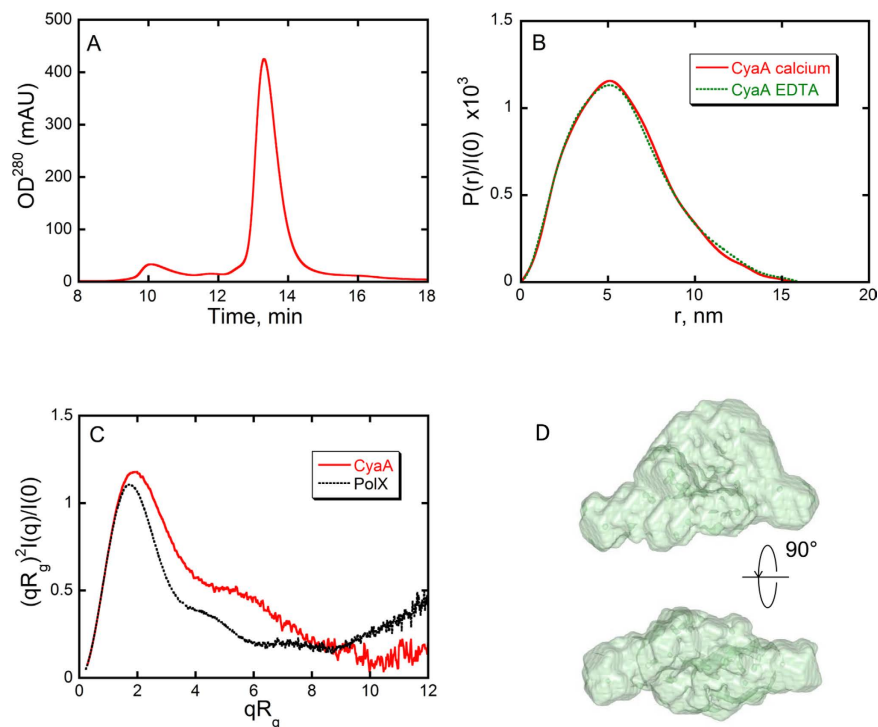 A
OD²⁸⁰ (mAU)
500
400
300
200
100
0
8 10 12 14 16 18
Time, min
B
CyaA calcium
CyaA EDTA
P(r)/I(0) x10³
1.5
1
0.5
0
0 5 10 15 20
r, nm
C
CyaA
PolX
(qRg)²I(q)/I(0)
1.5
1
0.5
0
0 2 4 6 8 10 12
qRg
D
90°